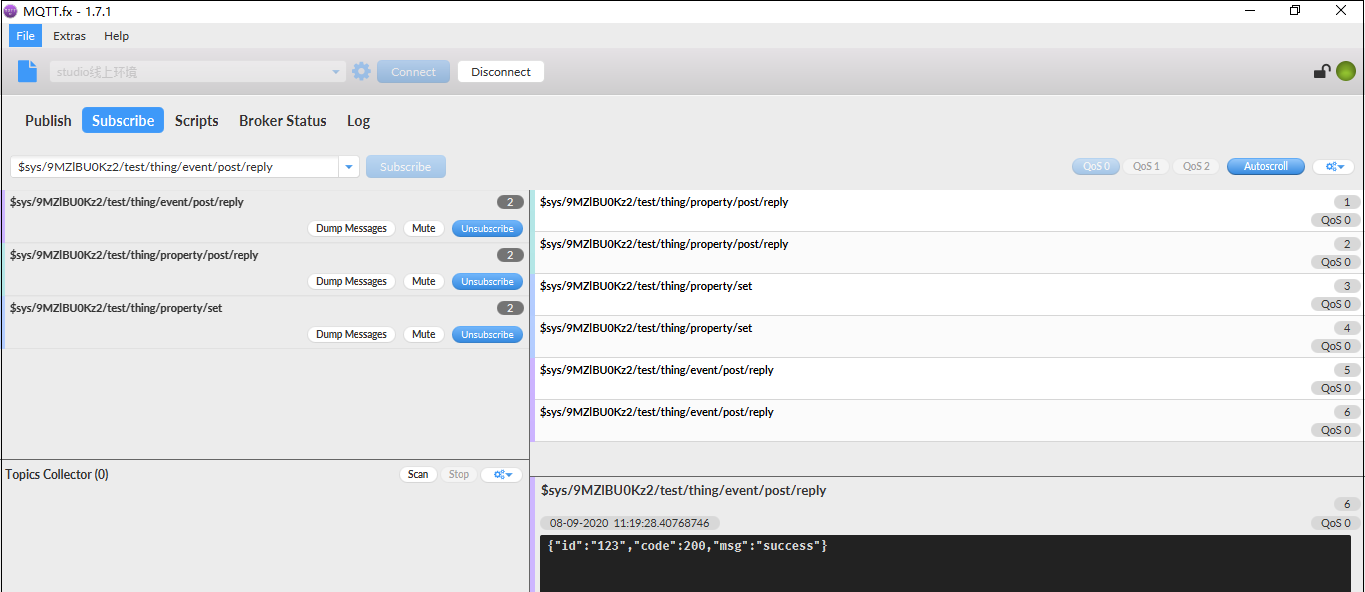 MQTT.fx - 1.7.1
File Extras Help
studio线上环境 Connect Disconnect
Publish Subscribe Scripts Broker Status Log
$sys/9MZlBU0Kz2/test/thing/event/post/reply Subscribe QoS 0 QoS 1 QoS 2 Autoscroll
$sys/9MZlBU0Kz2/test/thing/event/post/reply 2
Dump Messages Mute Unsubscribe
$sys/9MZlBU0Kz2/test/thing/property/post/reply 2
Dump Messages Mute Unsubscribe
$sys/9MZlBU0Kz2/test/thing/property/set 2
Dump Messages Mute Unsubscribe
$sys/9MZlBU0Kz2/test/thing/property/post/reply 1
QoS 0
$sys/9MZlBU0Kz2/test/thing/property/post/reply 2
QoS 0
$sys/9MZlBU0Kz2/test/thing/property/set 3
QoS 0
$sys/9MZlBU0Kz2/test/thing/property/set 4
QoS 0
$sys/9MZlBU0Kz2/test/thing/event/post/reply 5
QoS 0
$sys/9MZlBU0Kz2/test/thing/event/post/reply 6
QoS 0
Topics Collector (0) Scan Stop
$sys/9MZlBU0Kz2/test/thing/event/post/reply
6
08-09-2020 11:19:28.40768746 QoS 0
{"id":"123","code":200,"msg":"success"}